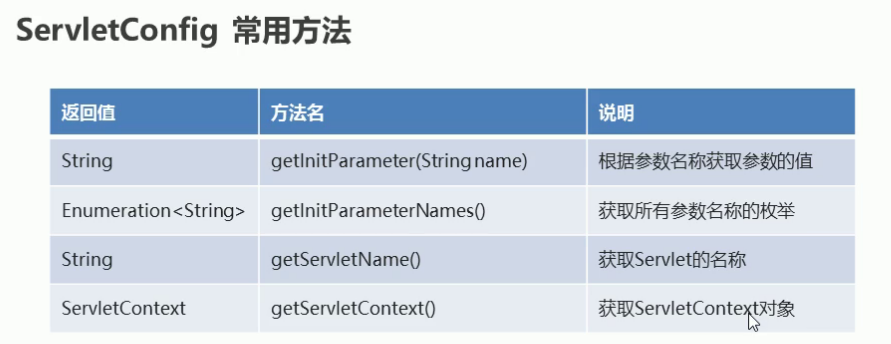 ServletConfig 常用方法
返回值 方法名 说明
String getInitParameter(String name) 根据参数名称获取参数的值
Enumeration<String> getInitParameterNames() 获取所有参数名称的枚举
String getServletName() 获取Servlet的名称
ServletContext getServletContext() 获取ServletContext对象